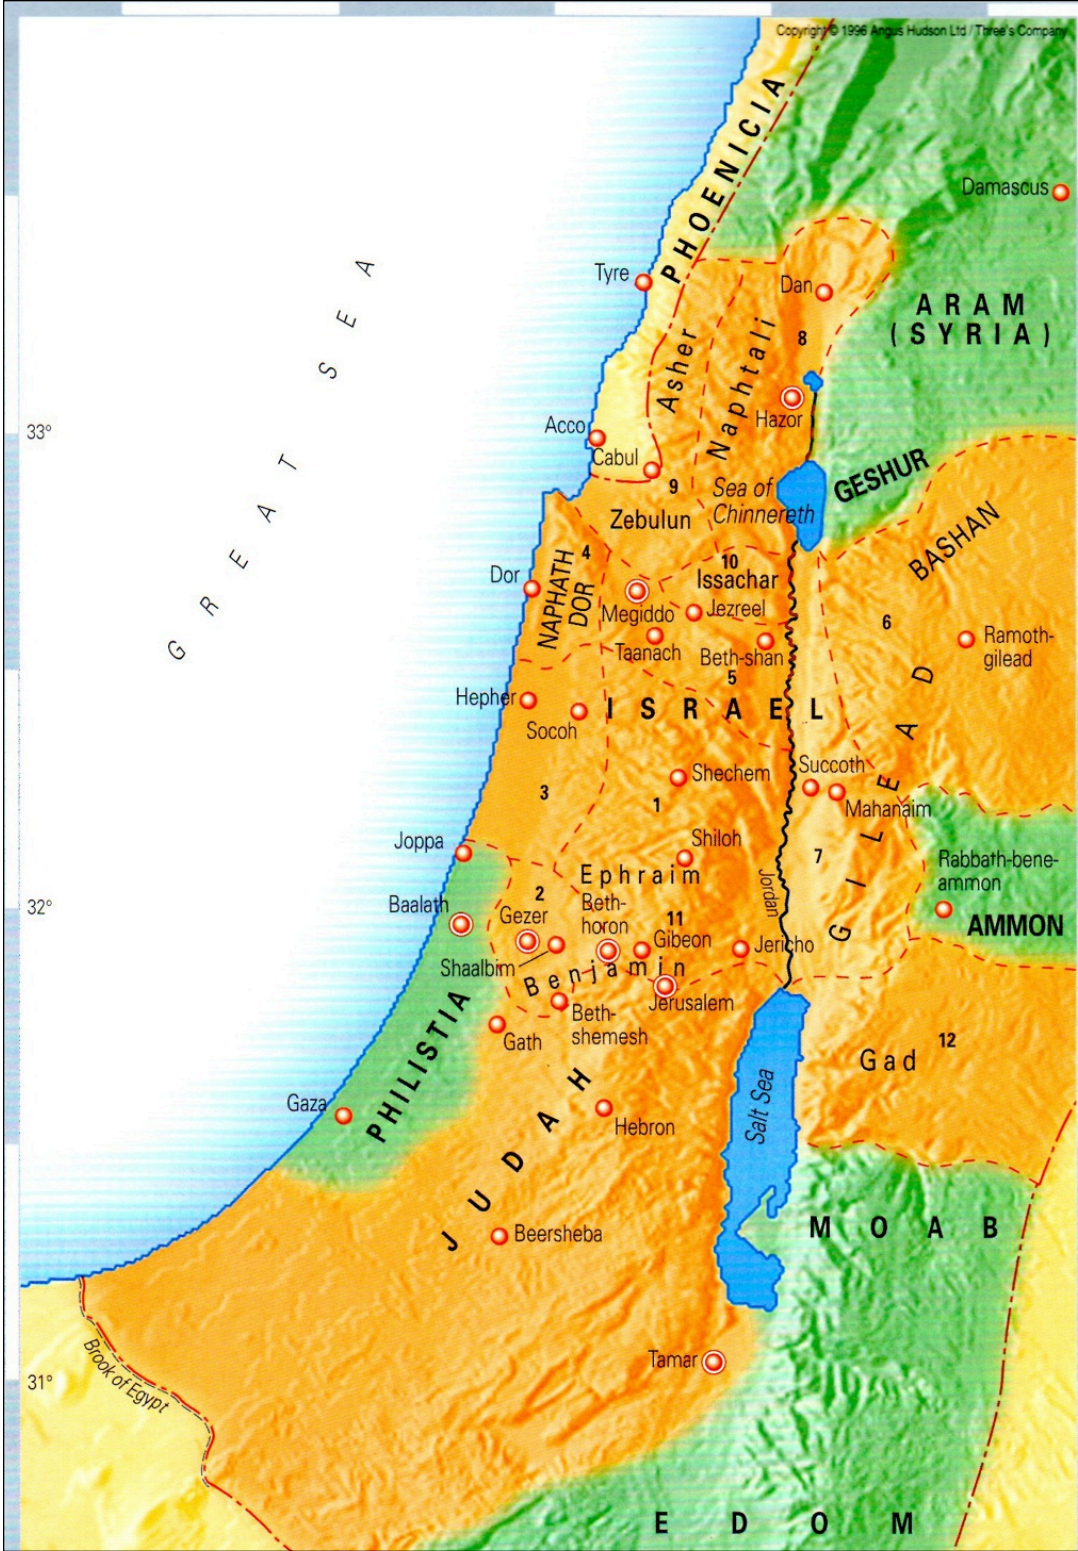 Copyright © 1996 Angus Hudson Ltd / Three's Company
PHOENICIA
Damascus
Tyre
Dan
ARAM
(SYRIA)
GREAT SEA
Asher
Naphtali
8
Hazor
33°
Acco
Cabul
9
Sea of
Chinnereth
GESHUR
Zebulun
BASHAN
4
10
Issachar
Dor
NAPHATH
DOR
Megiddo
Jezreel
6
Ramoth-
gilead
Taanach
Beth-shan
5
Hepher
Socoh
ISRAEL
GILEAD
Shechem
Succoth
Mahanaim
3
1
Joppa
Shiloh
7
Rabbath-bene-
ammon
Ephraim
Jordan
32°
Baalath
2
Gezer
Beth-
horon
11
Gibeon
Jericho
AMMON
Shaalbim
Benjamin
Jerusalem
Beth-
shemesh
Gath
PHILISTIA
12
Gad
Salt Sea
Gaza
JUDAH
Hebron
Beersheba
MOAB
Brook of Egypt
Tamar
31°
EDOM